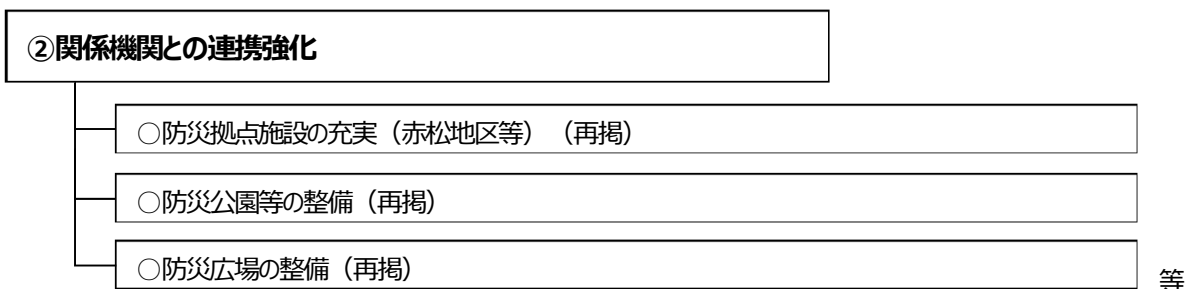 ②関係機関との連携強化
○防災拠点施設の充実（赤松地区等）（再掲）
○防災公園等の整備（再掲）
○防災広場の整備（再掲）
等